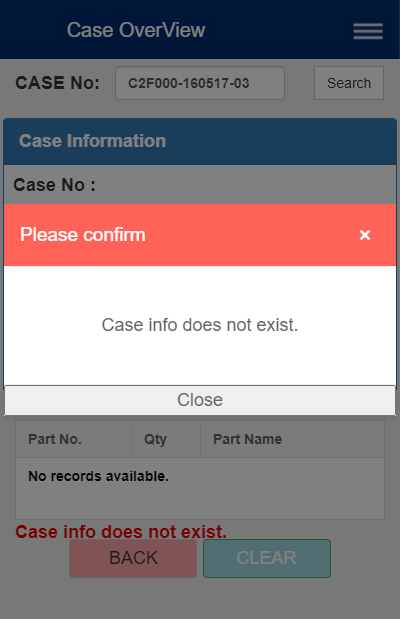 Case OverView
CASE No: C2F000-160517-03 Search
Case Information
Case No :
Please confirm ×
Case info does not exist.
Close
Part No. Qty Part Name
No records available.
Case info does not exist.
BACK CLEAR